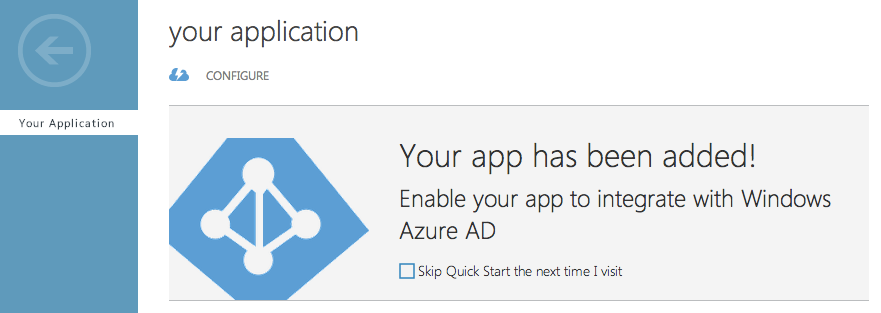 your application
CONFIGURE
Your Application
Your app has been added!
Enable your app to integrate with Windows
Azure AD
Skip Quick Start the next time I visit